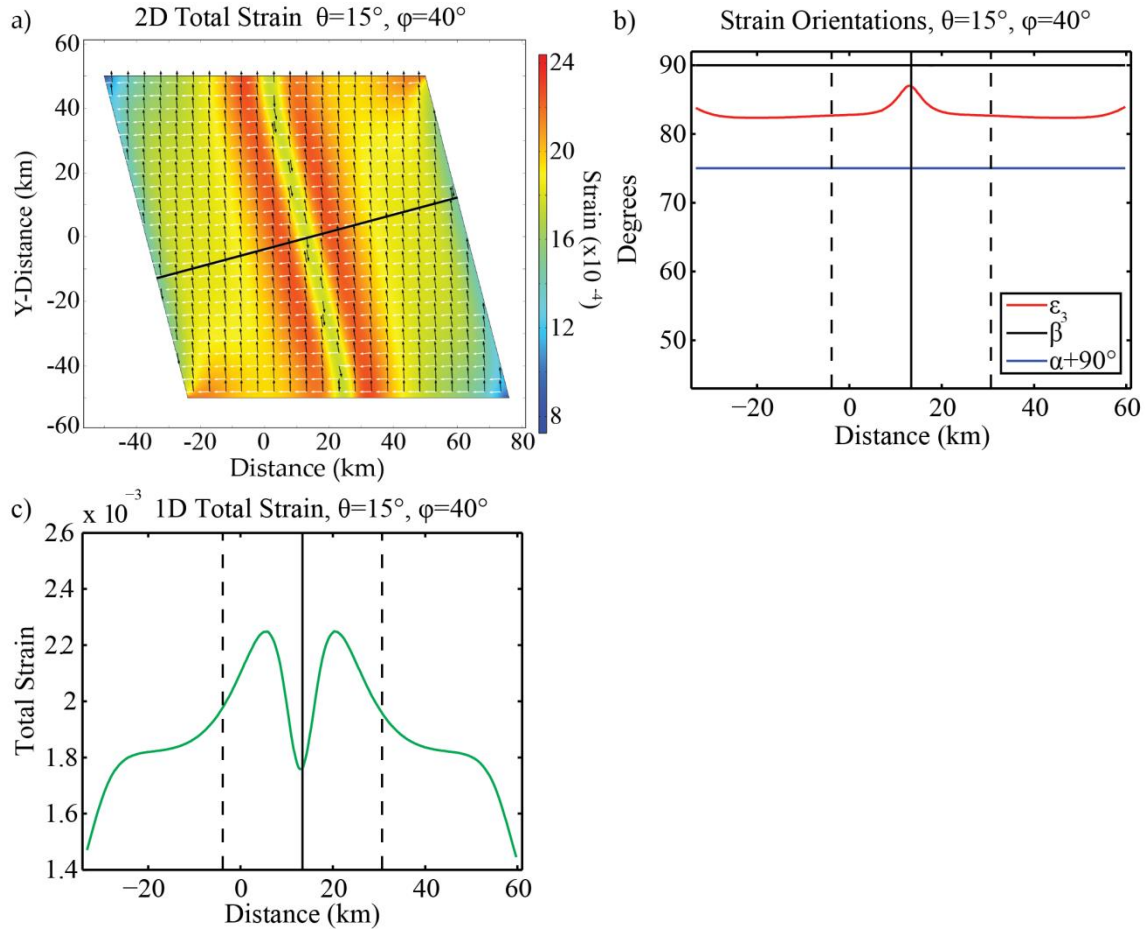 a)
2D Total Strain θ=15°, φ=40°
60
40
20
0
-20
-40
-60
Y-Distance (km)
-40 -20 0 20 40 60 80
Distance (km)
24
20
16
12
8
Strain (x10 ⁻⁴)
b)
Strain Orientations, θ=15°, φ=40°
90
80
70
60
50
Degrees
−20 0 20 40 60
Distance (km)
ε₃
β
α+90°
c)
x 10⁻³
1D Total Strain, θ=15°, φ=40°
2.6
2.4
2.2
2
1.8
1.6
1.4
Total Strain
−20 0 20 40 60
Distance (km)